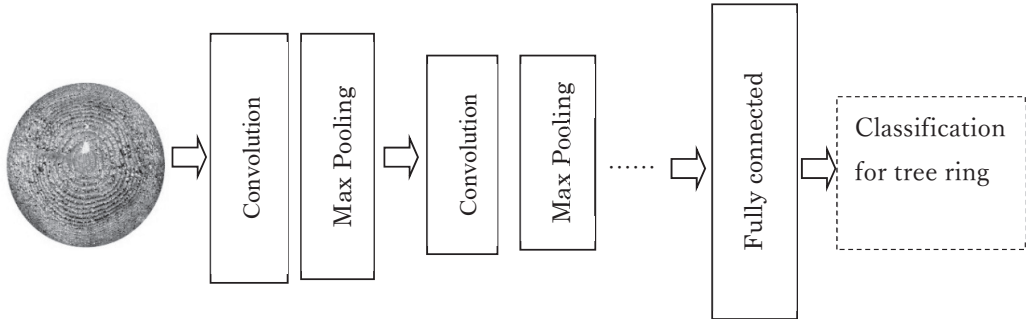 Convolution
Max Pooling
Convolution
Max Pooling
......
Fully connected
Classification
for tree ring